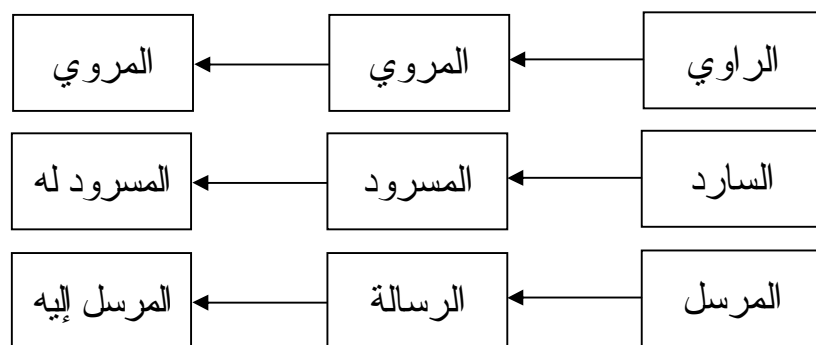 الراوي المروي المروي
السارد المسرود المسرود له
المرسل الرسالة المرسل إليه